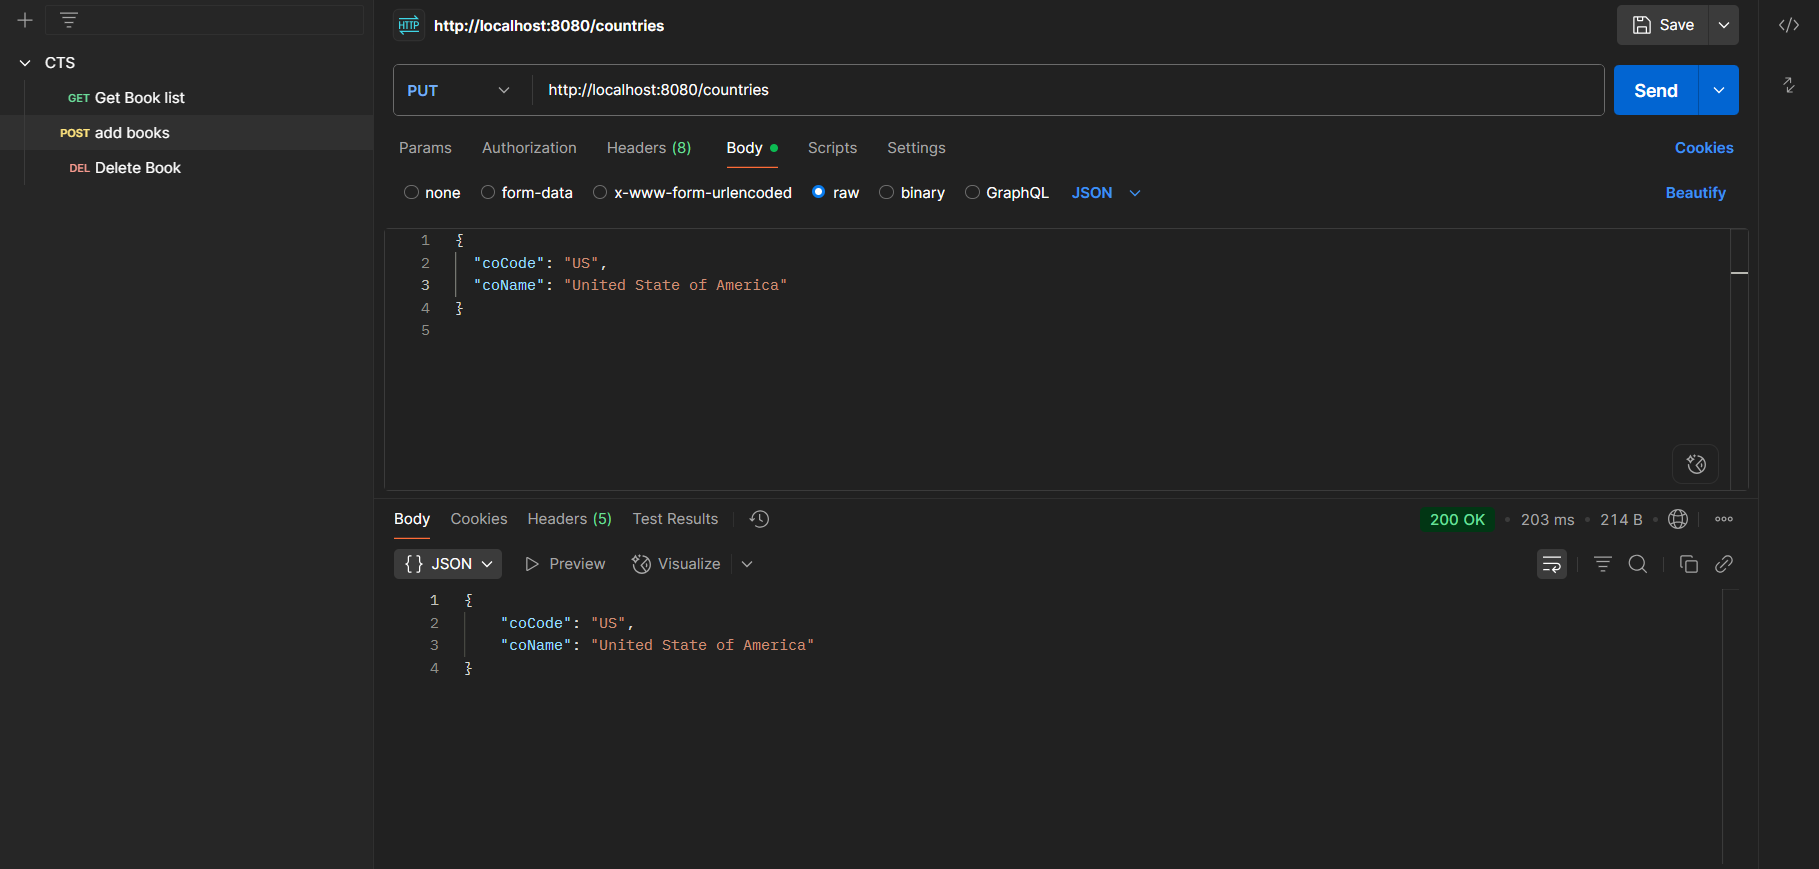 CTS
GET Get Book list
POST add books
DEL Delete Book
HTTP http://localhost:8080/countries
Save
PUT http://localhost:8080/countries
Send
Params Authorization Headers (8) Body Scripts Settings Cookies
none form-data x-www-form-urlencoded raw binary GraphQL JSON Beautify
1 {
2 "coCode": "US",
3 "coName": "United State of America"
4 }
5
Body Cookies Headers (5) Test Results 200 OK • 203 ms • 214 B •
{} JSON Preview Visualize
1 {
2 "coCode": "US",
3 "coName": "United State of America"
4 }